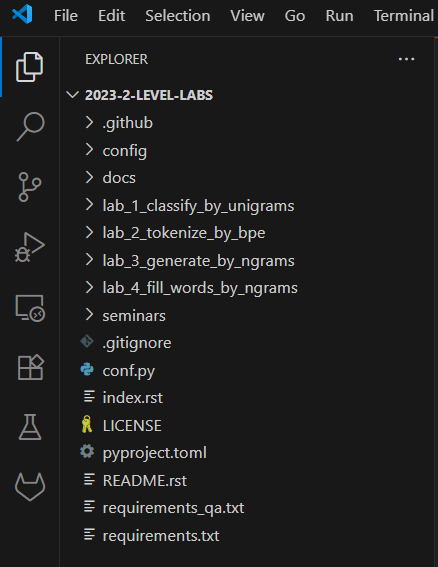 File Edit View Go Run Terminal
EXPLORER
2023-2-LEVEL-LABS
.github
config
docs
lab_1_classify_by_unigrams
lab_2_tokenize_by_bpe
lab_3_generate_by_ngrams
lab_4_fill_words_by_ngrams
seminars
.gitignore
conf.py
index.rst
LICENSE
pyproject.toml
README.rst
requirements_qa.txt
requirements.txt